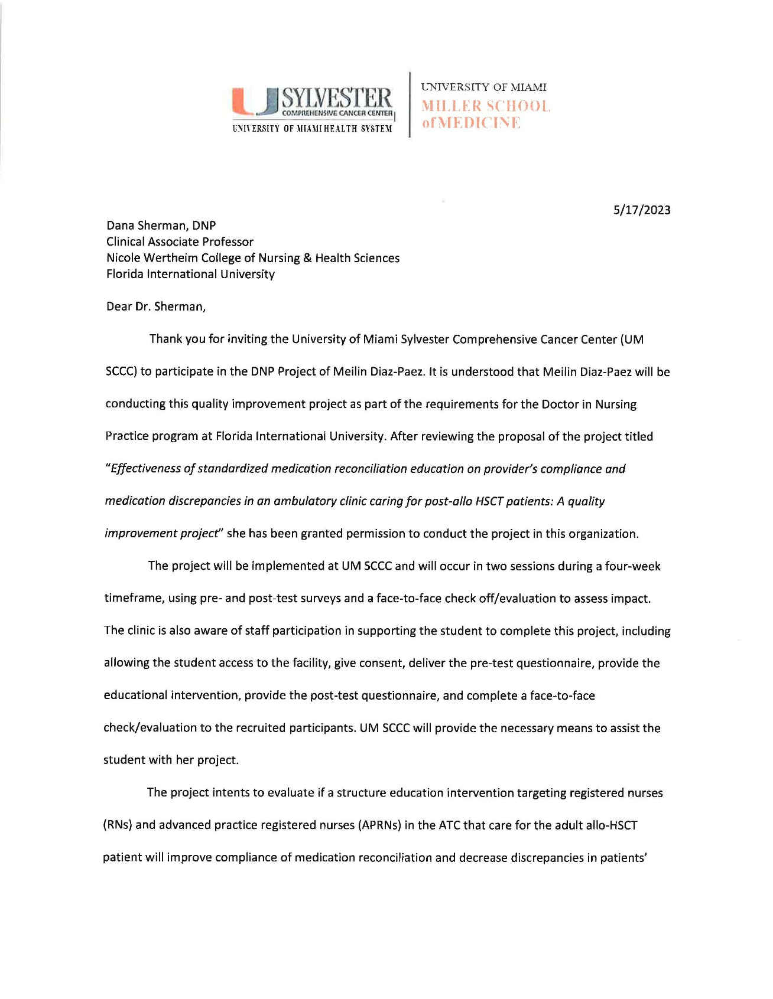 SYLVESTER
COMPREHENSIVE CANCER CENTER
UNIVERSITY OF MIAMI HEALTH SYSTEM
UNIVERSITY OF MIAMI
MILLER SCHOOL
of MEDICINE
5/17/2023
Dana Sherman, DNP
Clinical Associate Professor
Nicole Wertheim College of Nursing & Health Sciences
Florida International University
Dear Dr. Sherman,
Thank you for inviting the University of Miami Sylvester Comprehensive Cancer Center (UM
SCCC) to participate in the DNP Project of Meilin Diaz-Paez. It is understood that Meilin Diaz-Paez will be
conducting this quality improvement project as part of the requirements for the Doctor in Nursing
Practice program at Florida International University. After reviewing the proposal of the project titled
"Effectiveness of standardized medication reconciliation education on provider's compliance and
medication discrepancies in an ambulatory clinic caring for post-allo HSCT patients: A quality
improvement project" she has been granted permission to conduct the project in this organization.
The project will be implemented at UM SCCC and will occur in two sessions during a four-week
timeframe, using pre- and post-test surveys and a face-to-face check off/evaluation to assess impact.
The clinic is also aware of staff participation in supporting the student to complete this project, including
allowing the student access to the facility, give consent, deliver the pre-test questionnaire, provide the
educational intervention, provide the post-test questionnaire, and complete a face-to-face
check/evaluation to the recruited participants. UM SCCC will provide the necessary means to assist the
student with her project.
The project intents to evaluate if a structure education intervention targeting registered nurses
(RNs) and advanced practice registered nurses (APRNs) in the ATC that care for the adult allo-HSCT
patient will improve compliance of medication reconciliation and decrease discrepancies in patients'